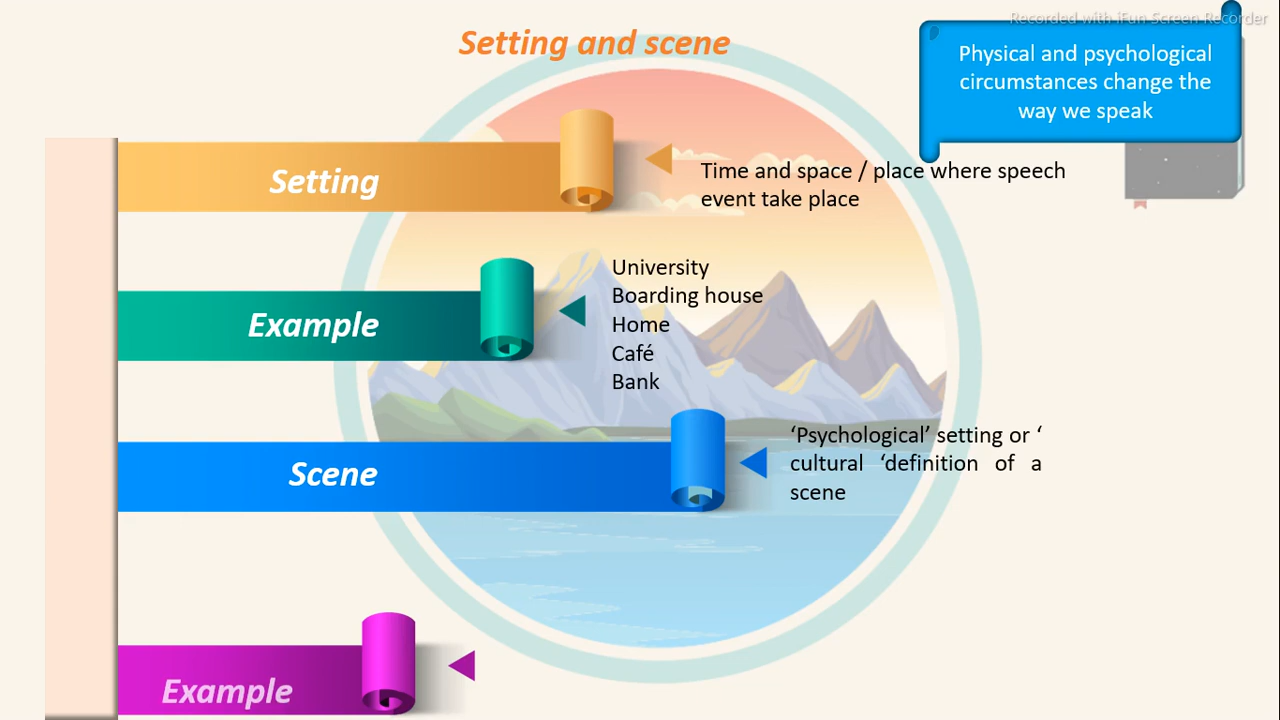 Recorded with iFun Screen Recorder
Setting and scene
Physical and psychological
circumstances change the
way we speak
Setting
Time and space / place where speech
event take place
Example
University
Boarding house
Home
Café
Bank
Scene
‘Psychological’ setting or ‘
cultural ‘definition of a
scene
Example